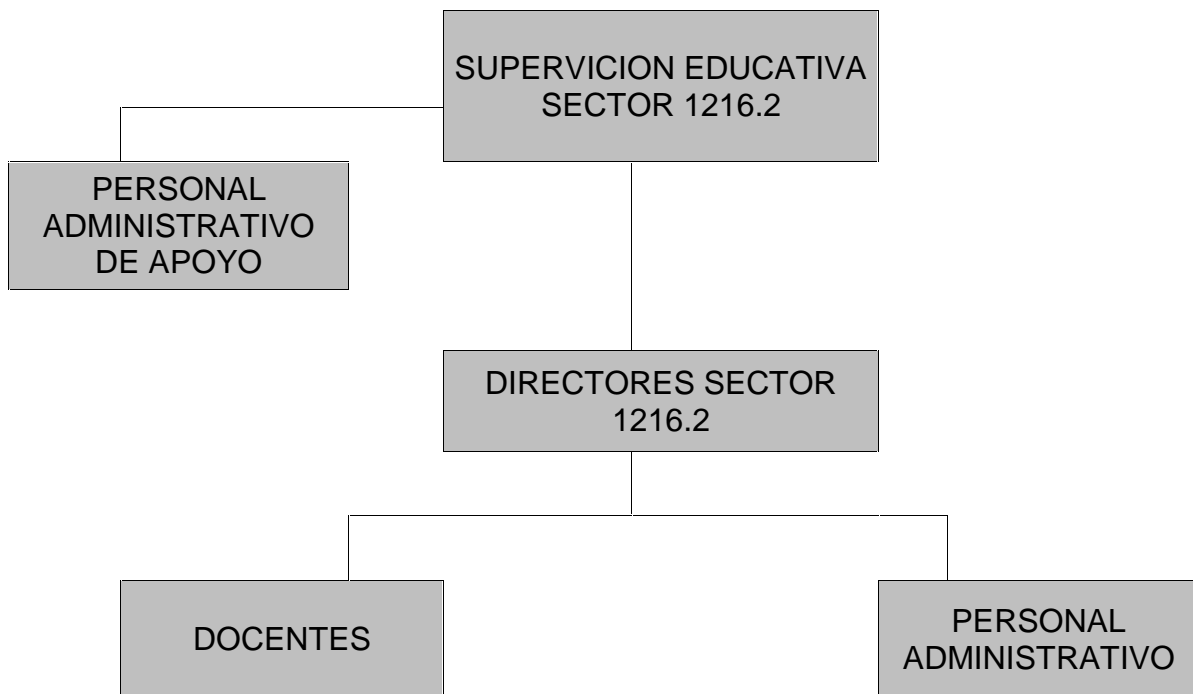 SUPERVICION EDUCATIVA
SECTOR 1216.2
PERSONAL
ADMINISTRATIVO
DE APOYO
DIRECTORES SECTOR
1216.2
DOCENTES
PERSONAL
ADMINISTRATIVO